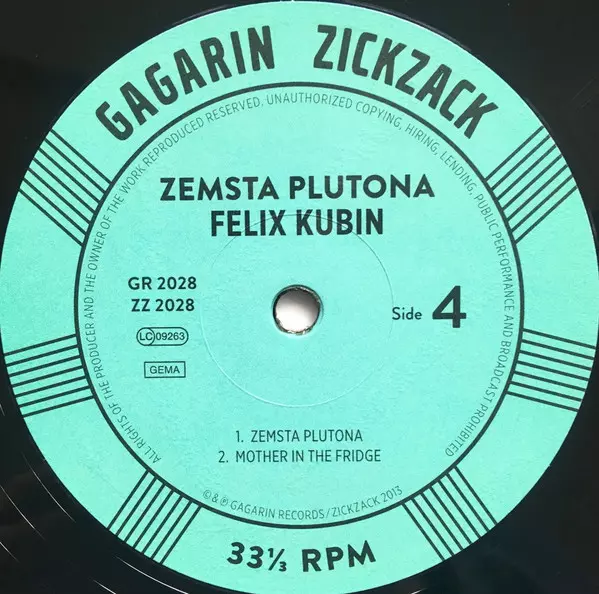 GAGARIN ZICKZACK
ALL RIGHTS OF THE PRODUCER AND THE OWNER OF THE WORK REPRODUCED RESERVED, UNAUTHORIZED COPYING, HIRING, LENDING, PUBLIC PERFORMANCE AND BROADCAST PROHIBITED
ZEMSTA PLUTONA
FELIX KUBIN
GR 2028
ZZ 2028
Side 4
LC 09263
GEMA
1. ZEMSTA PLUTONA
2. MOTHER IN THE FRIDGE
© & ℗ GAGARIN RECORDS / ZICKZACK 2013
33 ⅓ RPM